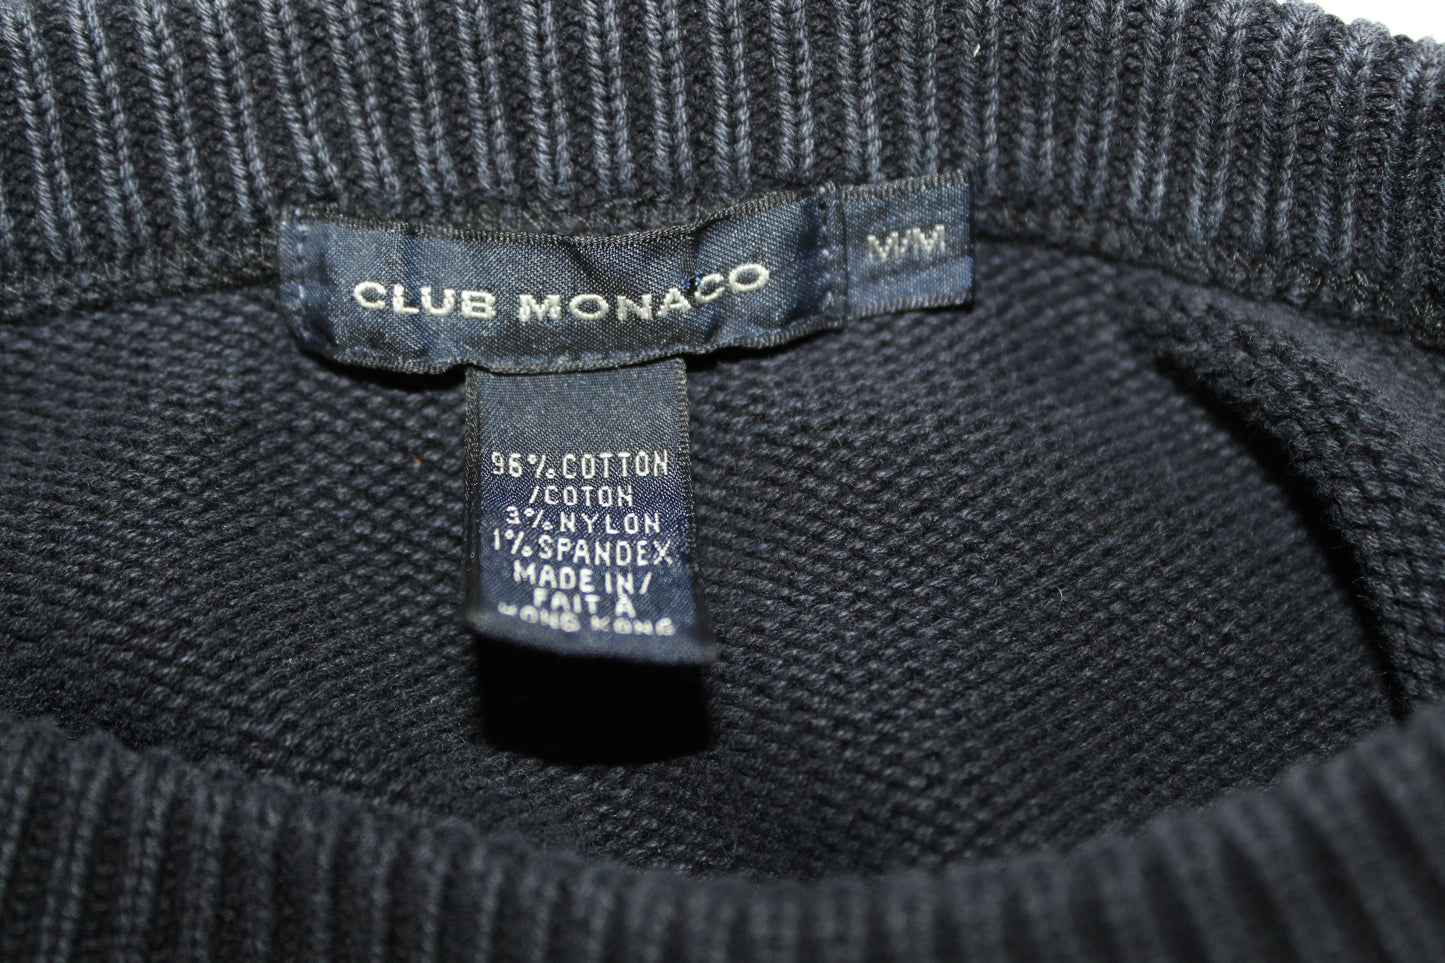 CLUB MONACO
M/M
96% COTTON
/COTON
3% NYLON
1% SPANDEX
MADE IN/
FAIT À
HONG KONG